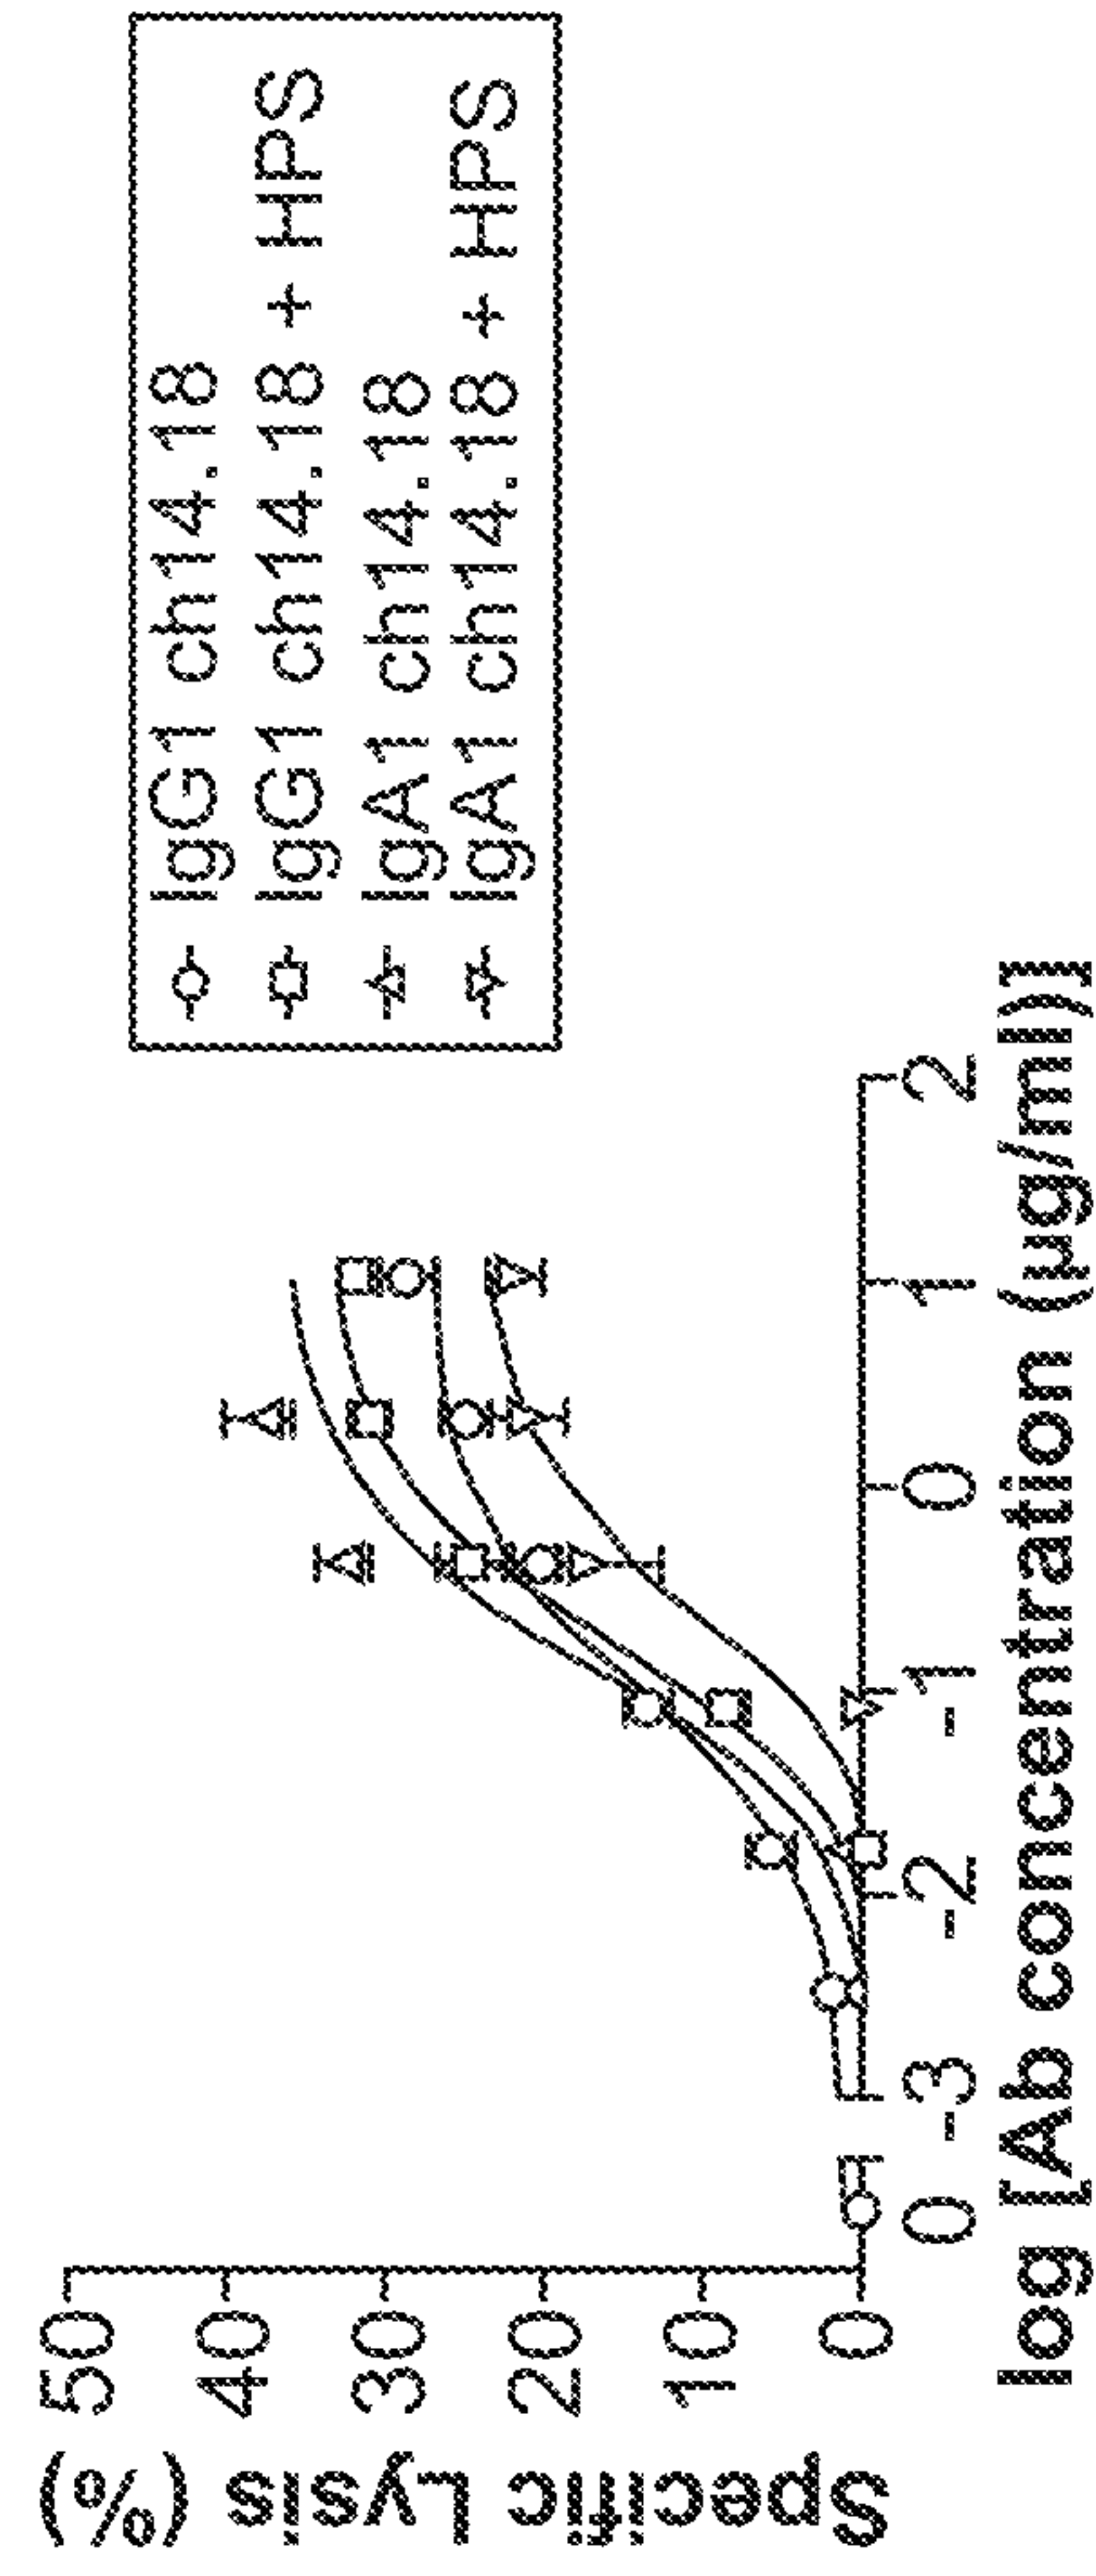 IgG1 ch14.18
IgG1 ch14.18 + HPS
IgA1 ch14.18
IgA1 ch14.18 + HPS
Specific Lysis (%)
50
40
30
20
10
0
0 -3 -2 -1 0 1 2
log [Ab concentration (µg/ml)]